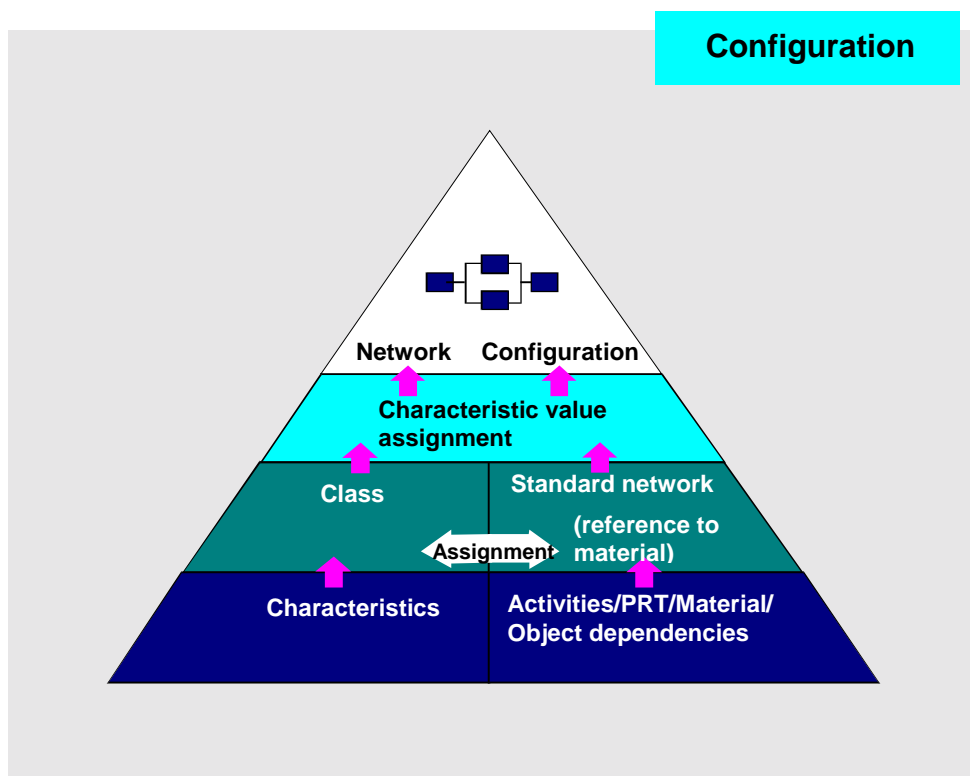 Configuration
Network Configuration
Characteristic value
assignment
Class
Standard network
(reference to
material)
Assignment
Characteristics
Activities/PRT/Material/
Object dependencies